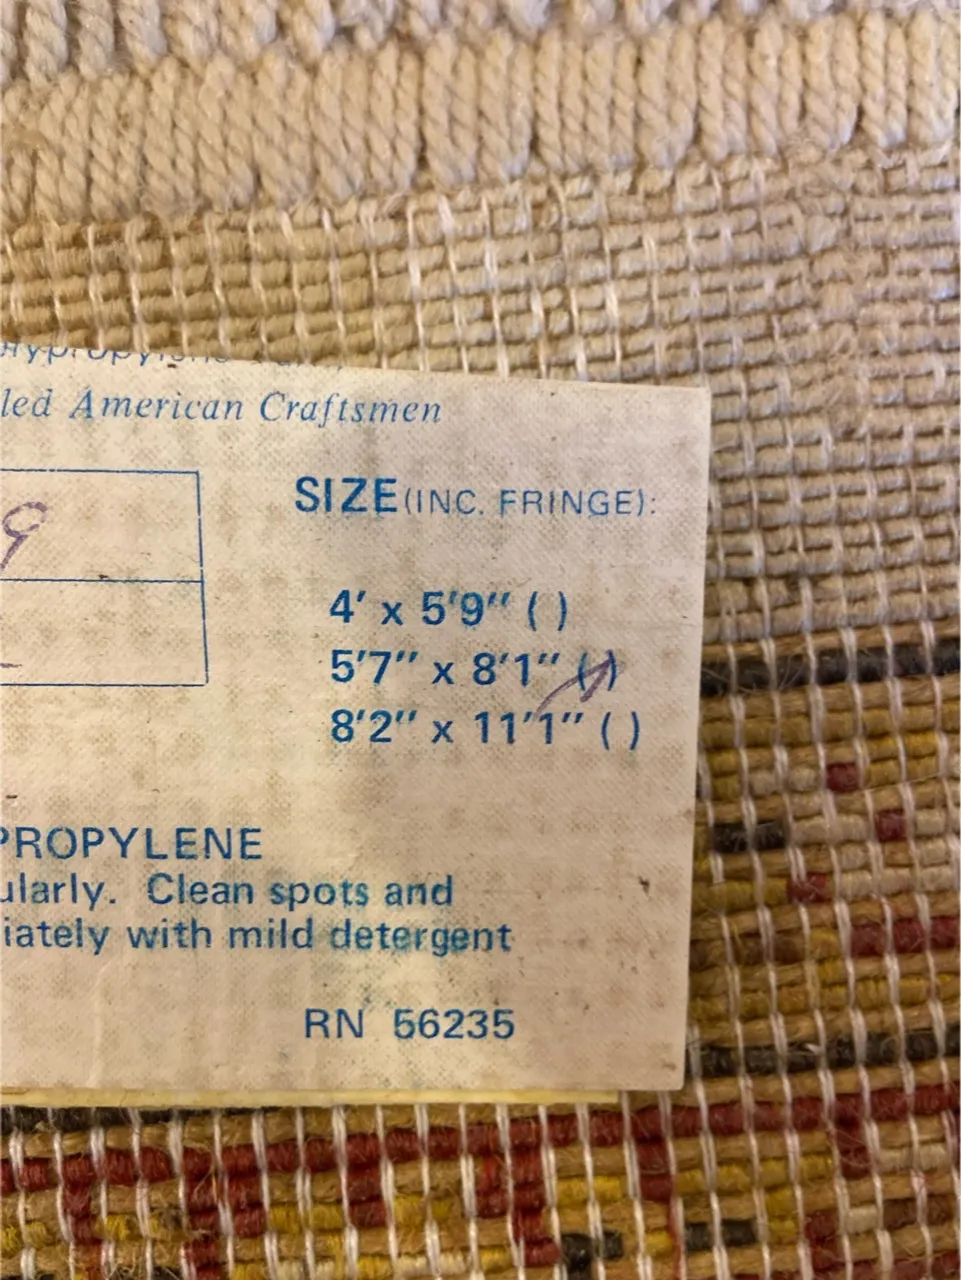 led American Craftsmen
9
SIZE (INC. FRINGE):
4' x 5'9" ( )
5'7" x 8'1" (✓)
8'2" x 11'1" ( )
PROPYLENE
ularly. Clean spots and
iately with mild detergent
RN 56235